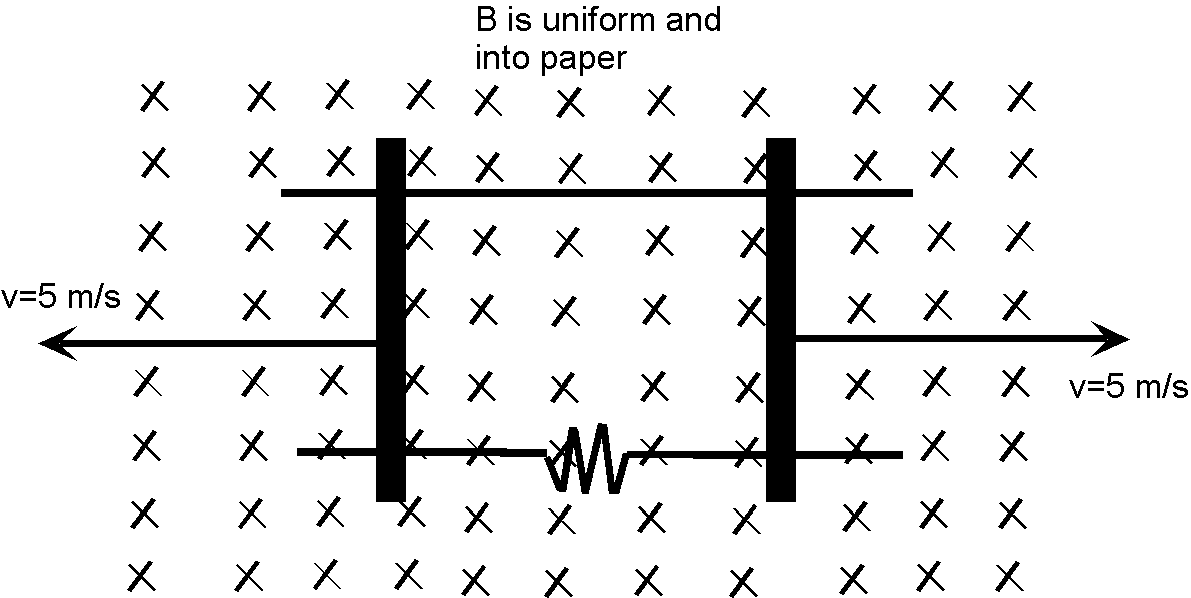 B is uniform and
into paper
v=5 m/s
v=5 m/s